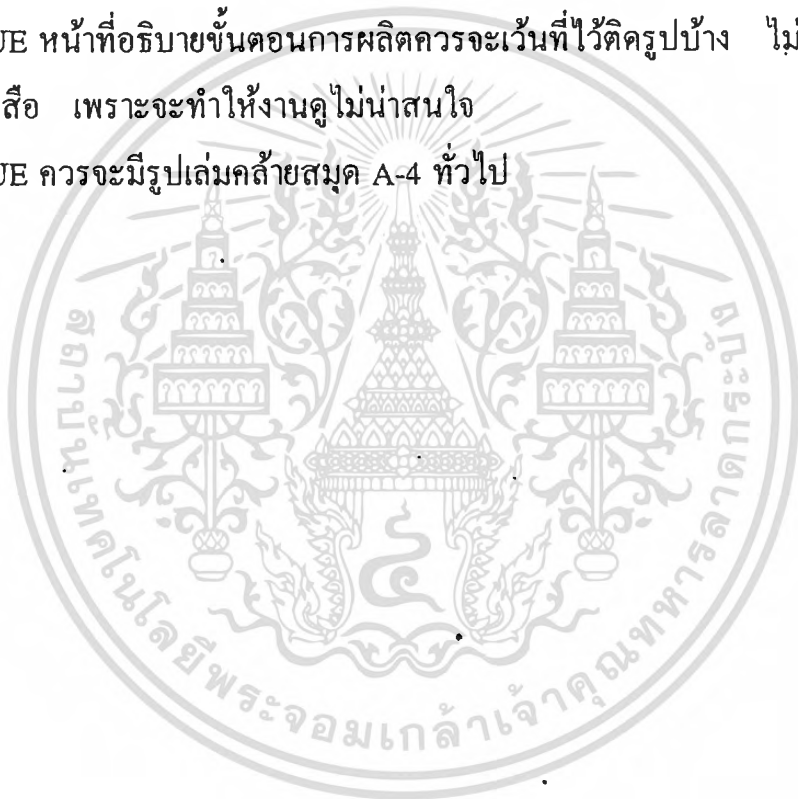 UE หน้าที่อธิบายขั้นตอนการผลิตควรจะเว้นที่ไว้ติดรูปบ้าง ไม่
สือ เพราะจะทำให้งานดูไม่น่าสนใจ
UE ควรจะมีรูปเล่มคล้ายสมุด A-4 ทั่วไป
สถาบันเทคโนโลยีพระจอมเกล้าเจ้าคุณทหารลาดกระบัง
๔